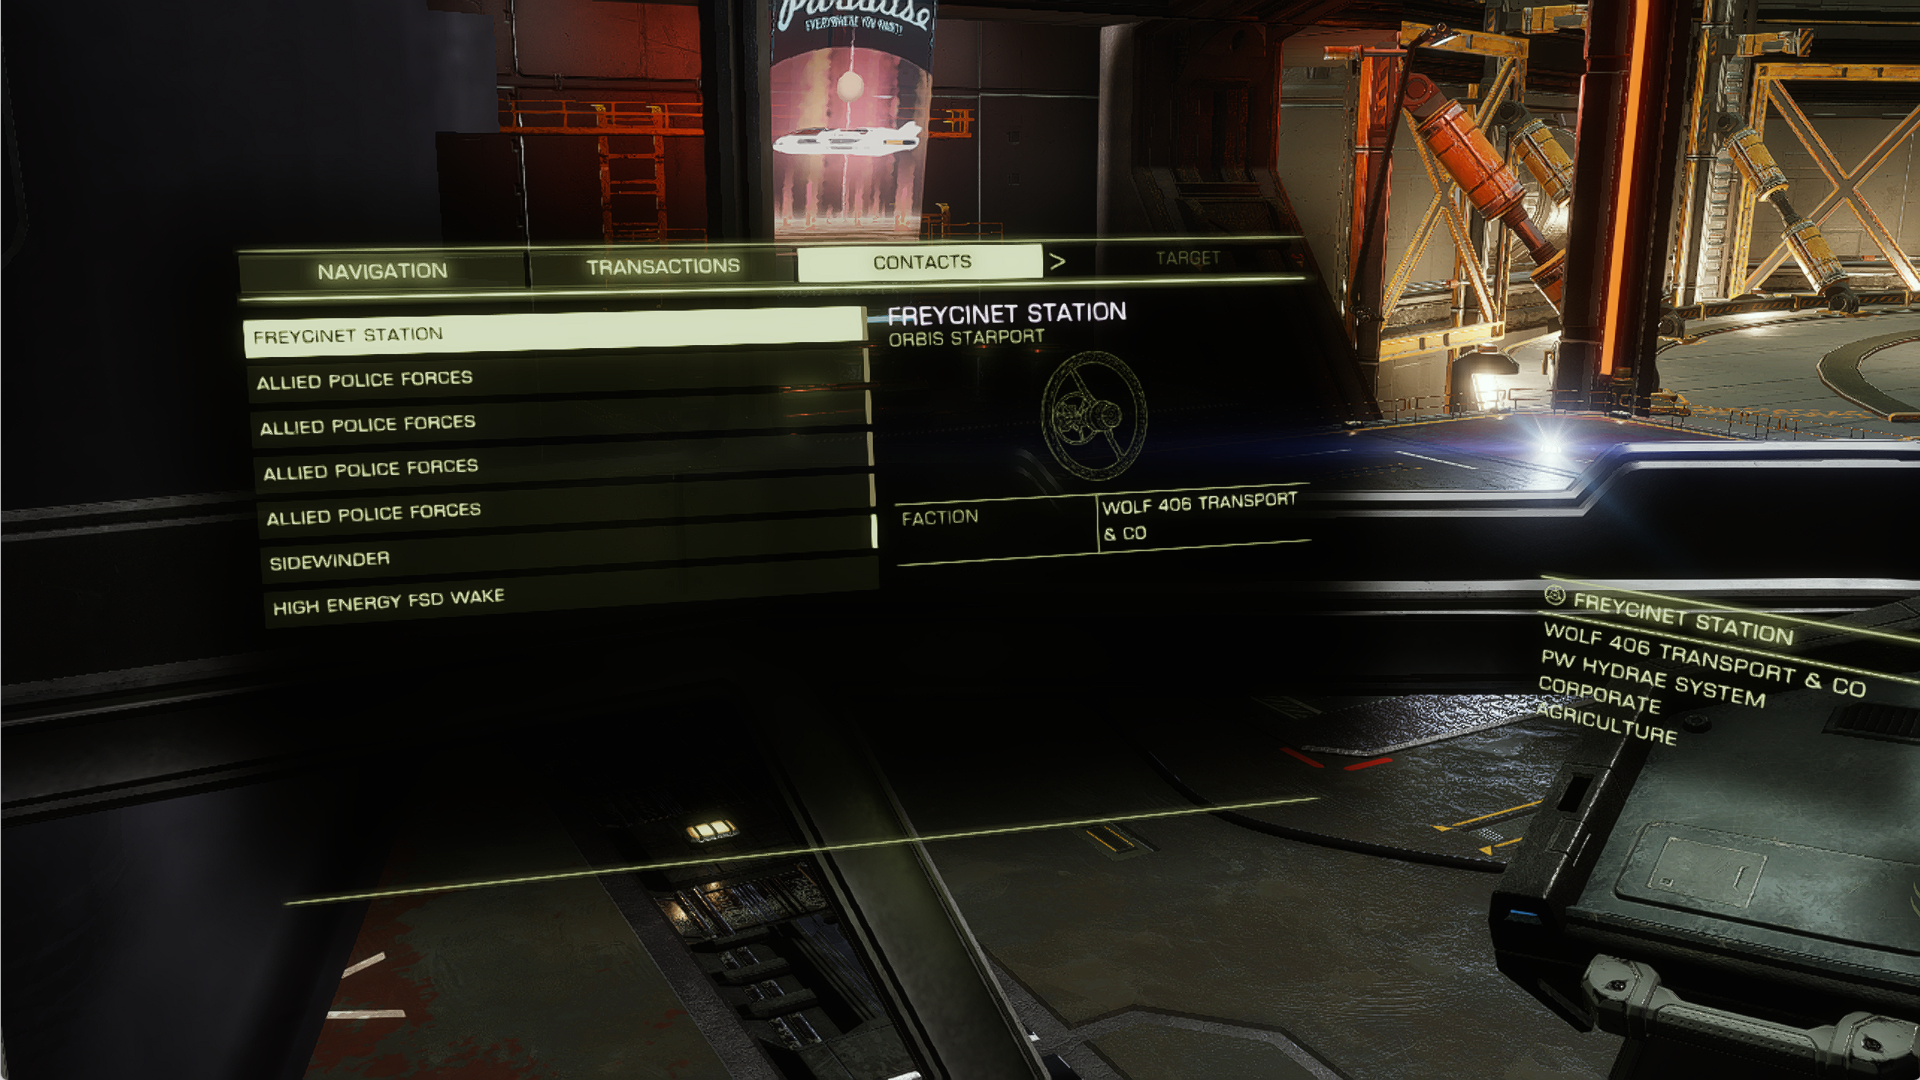 Paradise
EVERYWHERE YOU WANT!
NAVIGATION
TRANSACTIONS
CONTACTS
>
TARGET
FREYCINET STATION
ALLIED POLICE FORCES
ALLIED POLICE FORCES
ALLIED POLICE FORCES
ALLIED POLICE FORCES
SIDEWINDER
HIGH ENERGY FSD WAKE
FREYCINET STATION
ORBIS STARPORT
FACTION
WOLF 406 TRANSPORT
& CO
FREYCINET STATION
WOLF 406 TRANSPORT & CO
PW HYDRAE SYSTEM
CORPORATE
AGRICULTURE